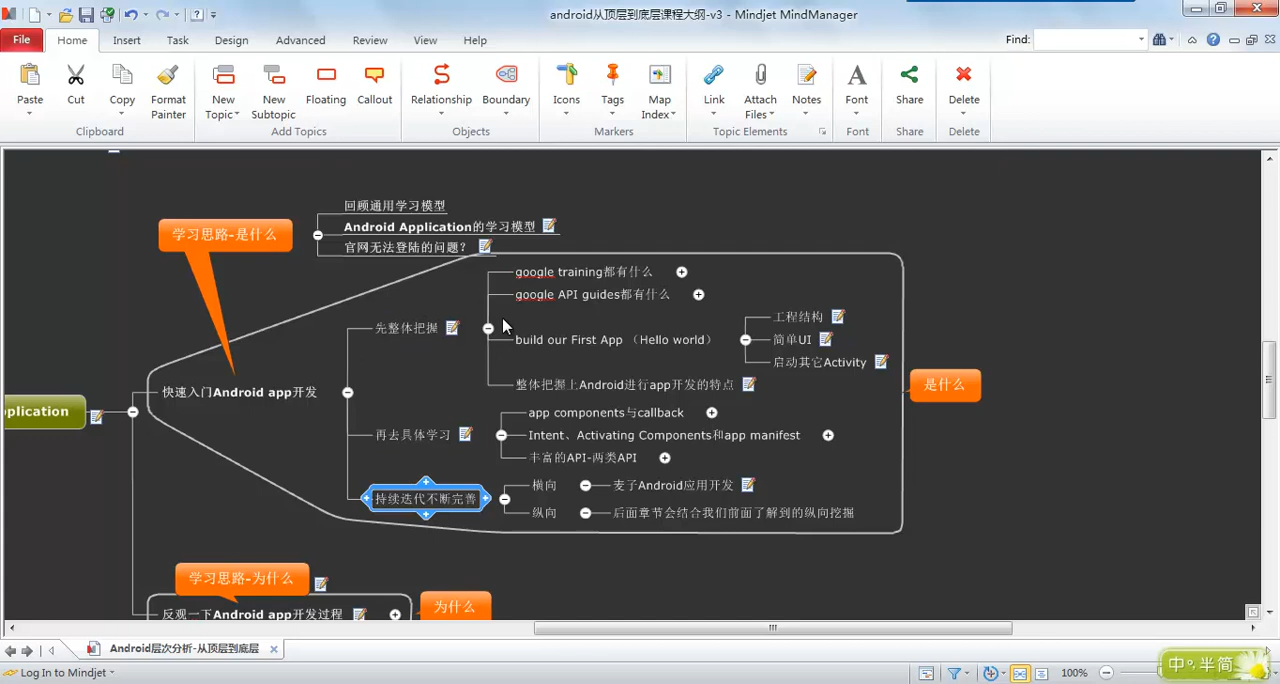 android从顶层到底层课程大纲-v3 - Mindjet MindManager
File Home Insert Task Design Advanced Review View Help Find:
Paste Cut Copy Format Painter New Topic New Subtopic Floating Callout Relationship Boundary Icons Tags Map Index Link Attach Files Notes Font Share Delete
Clipboard Add Topics Objects Markers Topic Elements Font Share Delete
回顾通用学习模型
学习思路-是什么
Android Application的学习模型
官网无法登陆的问题?
google training都有什么
google API guides都有什么
先整体把握
build our First App （Hello world）
工程结构
简单UI
启动其它Activity
整体把握上Android进行app开发的特点
是什么
快速入门Android app开发
pplication
app components与callback
再去具体学习
Intent、Activating Components和app manifest
丰富的API-两类API
持续迭代不断完善
横向
麦子Android应用开发
纵向
后面章节会结合我们前面了解到的纵向挖掘
学习思路-为什么
反观一下Android app开发过程
为什么
Android层次分析-从顶层到底层
Log In to Mindjet
100%
中°,半简